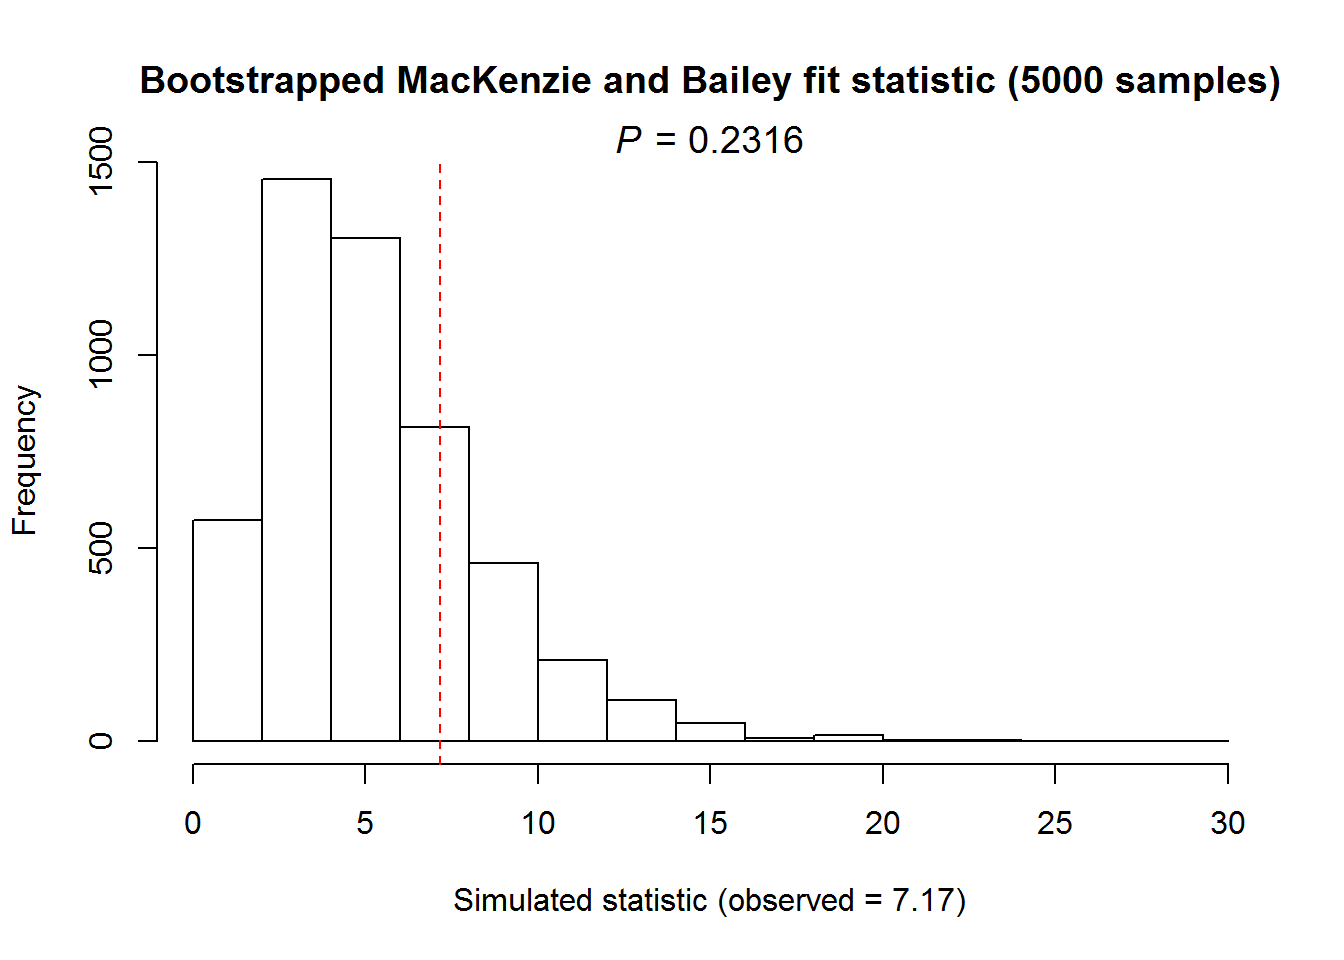 Bootstrapped MacKenzie and Bailey fit statistic (5000 samples)
P = 0.2316
1500
1000
500
0
Frequency
0 5 10 15 20 25 30
Simulated statistic (observed = 7.17)